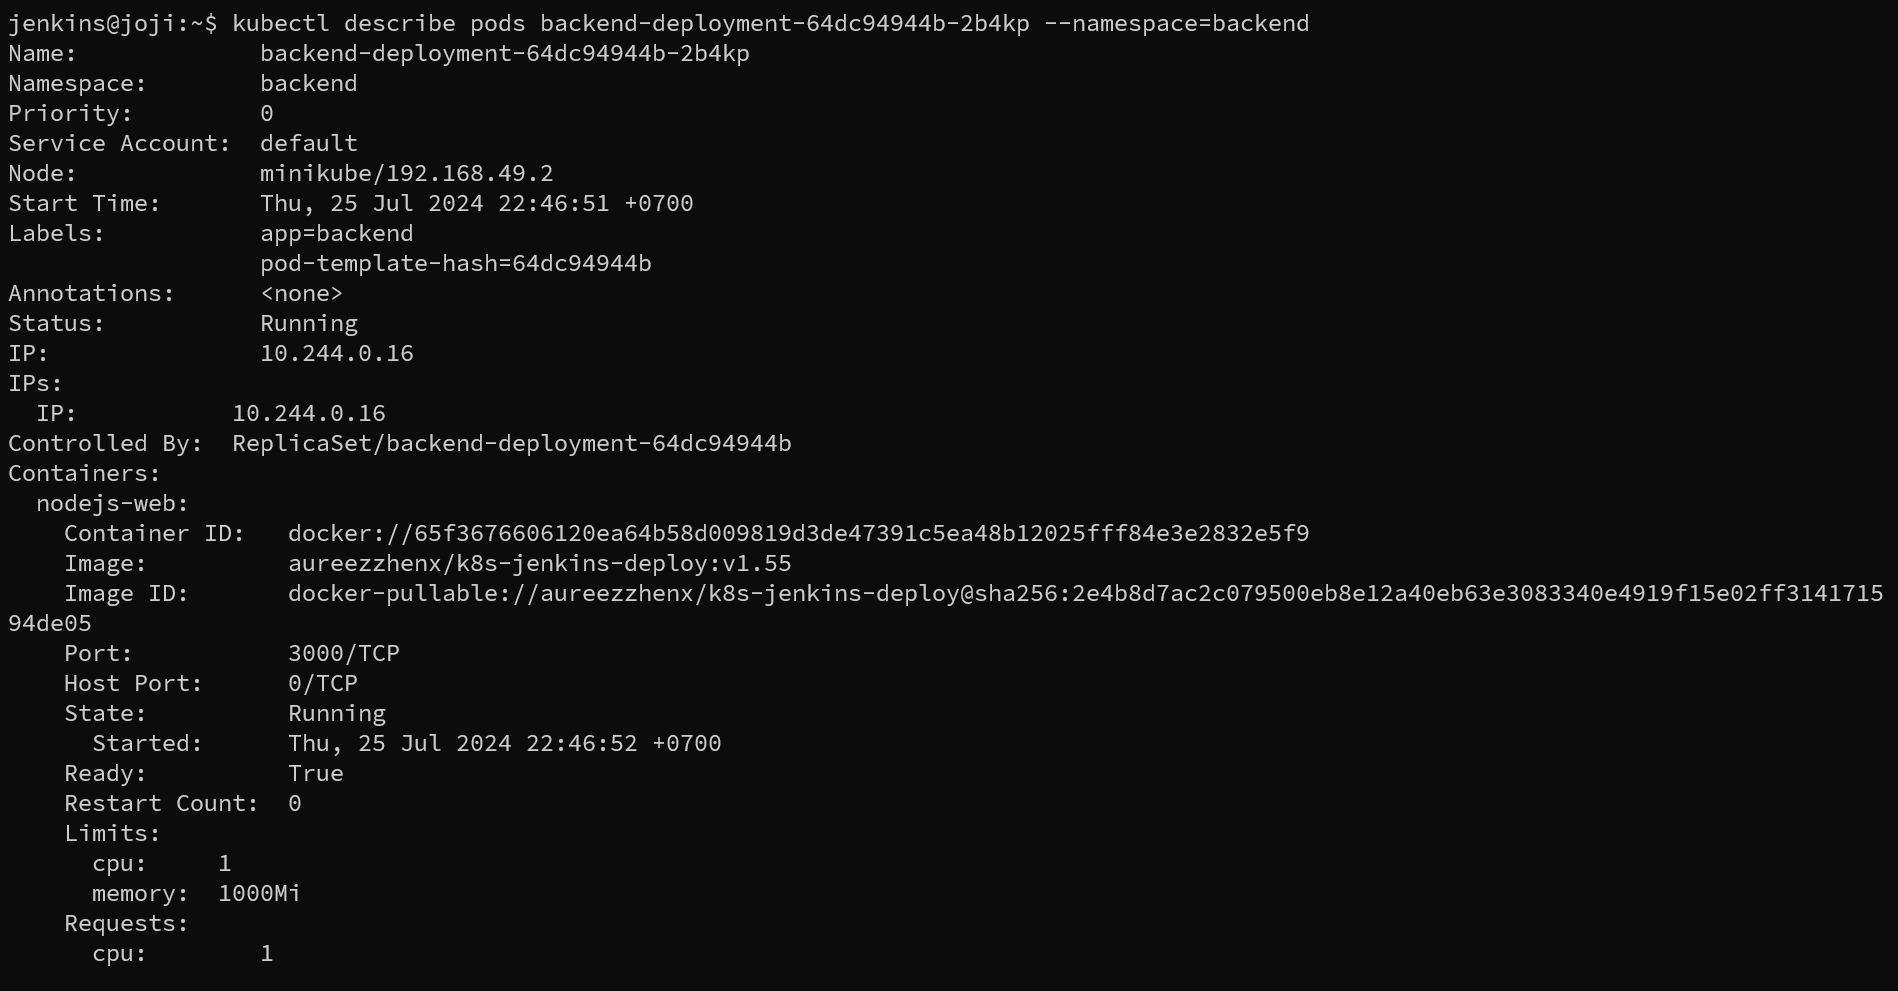 jenkins@joji:~$ kubectl describe pods backend-deployment-64dc94944b-2b4kp --namespace=backend
Name:             backend-deployment-64dc94944b-2b4kp
Namespace:        backend
Priority:         0
Service Account:  default
Node:             minikube/192.168.49.2
Start Time:       Thu, 25 Jul 2024 22:46:51 +0700
Labels:           app=backend
                  pod-template-hash=64dc94944b
Annotations:      <none>
Status:           Running
IP:               10.244.0.16
IPs:
  IP:           10.244.0.16
Controlled By:  ReplicaSet/backend-deployment-64dc94944b
Containers:
  nodejs-web:
    Container ID:   docker://65f3676606120ea64b58d009819d3de47391c5ea48b12025fff84e3e2832e5f9
    Image:          aureezzhenx/k8s-jenkins-deploy:v1.55
    Image ID:       docker-pullable://aureezzhenx/k8s-jenkins-deploy@sha256:2e4b8d7ac2c079500eb8e12a40eb63e3083340e4919f15e02ff3141715
94de05
    Port:           3000/TCP
    Host Port:      0/TCP
    State:          Running
      Started:      Thu, 25 Jul 2024 22:46:52 +0700
    Ready:          True
    Restart Count:  0
    Limits:
      cpu:     1
      memory:  1000Mi
    Requests:
      cpu:        1